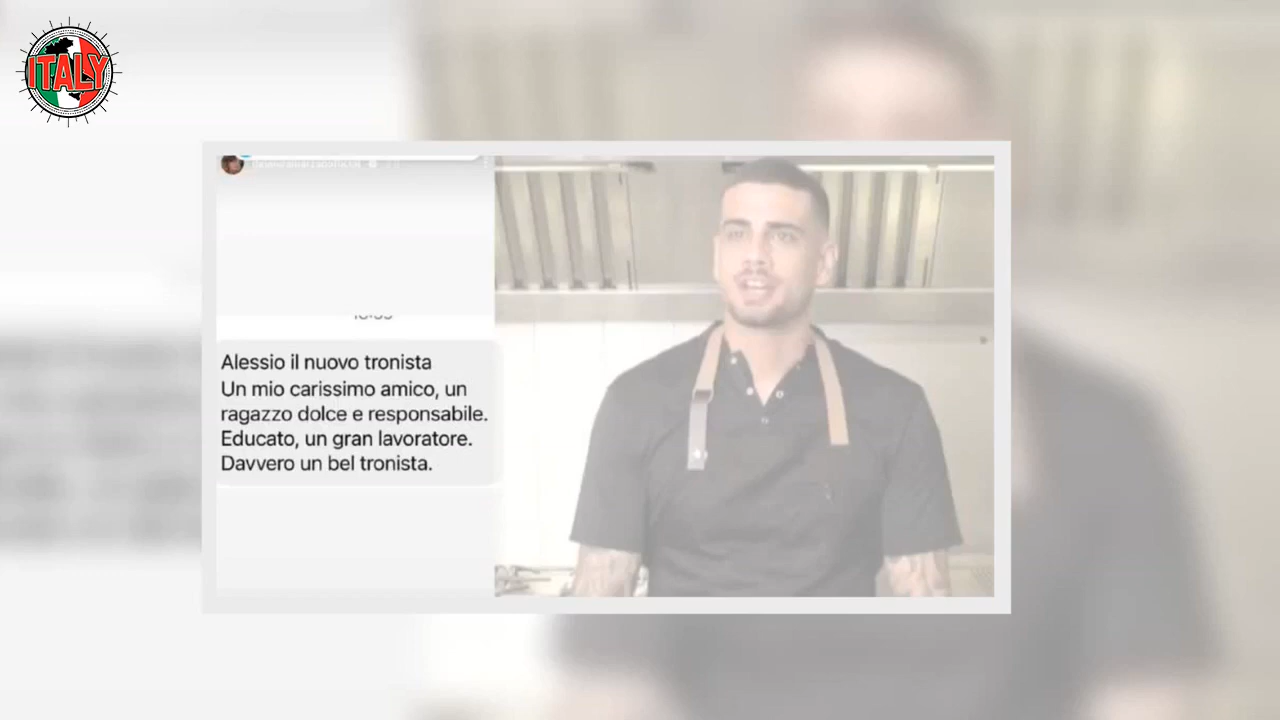 ITALY
Alessio il nuovo tronista
Un mio carissimo amico, un
ragazzo dolce e responsabile.
Educato, un gran lavoratore.
Davvero un bel tronista.